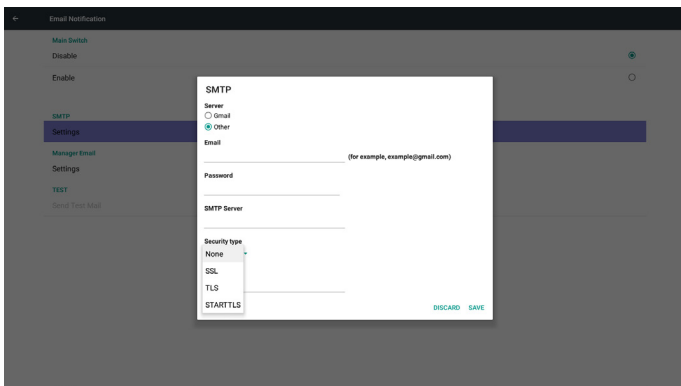 Email Notification
Main Switch
Disable
Enable
SMTP
Settings
Manager Email
Settings
TEST
Send Test Mail
SMTP
Server
Gmail
Other
Email
(for example, example@gmail.com)
Password
SMTP Server
Security type
None
SSL
TLS
STARTTLS
DISCARD SAVE